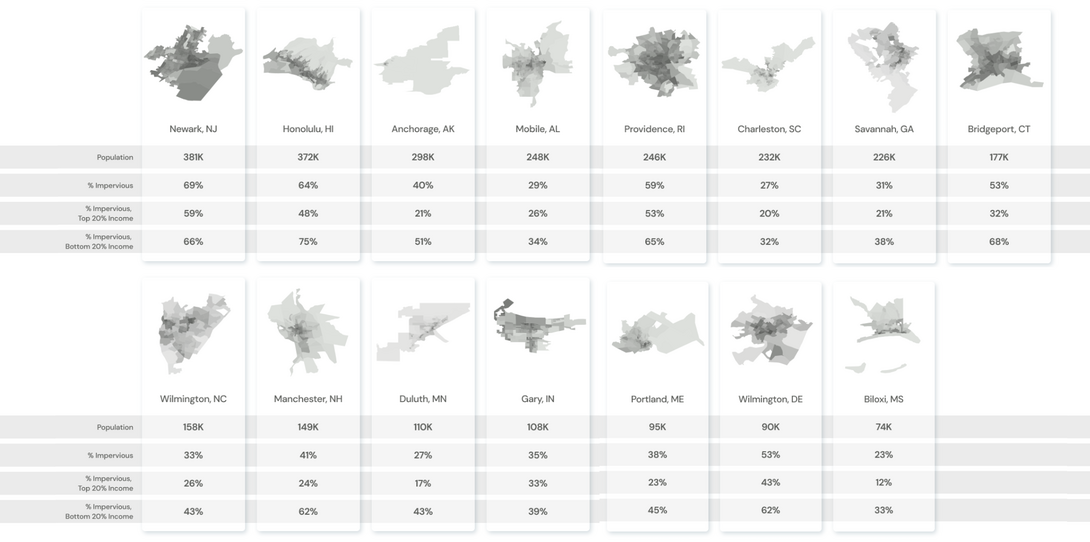 Newark, NJ Honolulu, HI Anchorage, AK Mobile, AL Providence, RI Charleston, SC Savannah, GA Bridgeport, CT
Population 381K 372K 298K 248K 246K 232K 226K 177K
% Impervious 69% 64% 40% 29% 59% 27% 31% 53%
% Impervious,
Top 20% Income 59% 48% 21% 26% 53% 20% 21% 32%
% Impervious,
Bottom 20% Income 66% 75% 51% 34% 65% 32% 38% 68%
Wilmington, NC Manchester, NH Duluth, MN Gary, IN Portland, ME Wilmington, DE Biloxi, MS
Population 158K 149K 110K 108K 95K 90K 74K
% Impervious 33% 41% 27% 35% 38% 53% 23%
% Impervious,
Top 20% Income 26% 24% 17% 33% 23% 43% 12%
% Impervious,
Bottom 20% Income 43% 62% 43% 39% 45% 62% 33%